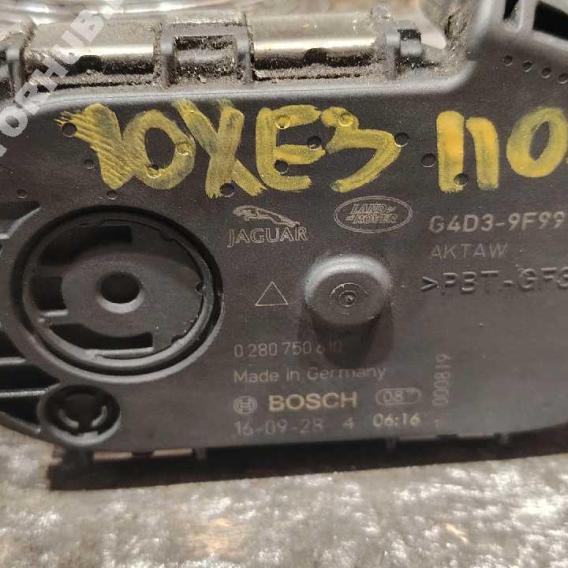 10XE3 110
JAGUAR
LAND ROVER
G4D3-9F99
AKTAW
>PBT-GF3
0 280 750 610
Made in Germany
000819
BOSCH
16-09-28 4 06:16